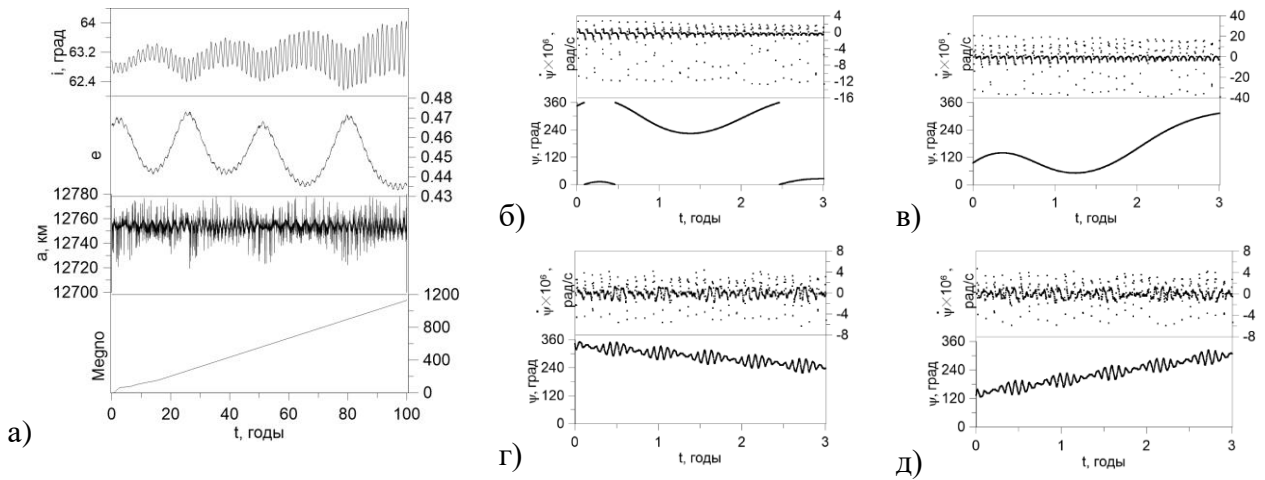 i, град
64
63.2
62.4
e
0.48
0.47
0.46
0.45
0.44
0.43
a, км
12780
12760
12740
12720
12700
Megno
1200
800
400
0
0 20 40 60 80 100
t, годы
а)
ψ̇×10⁶, рад/с
4
0
-4
-8
-12
-16
ψ, град
360
240
120
0
0 1 2 3
t, годы
б)
ψ̇×10⁶, рад/с
40
20
0
-20
-40
ψ, град
360
240
120
0
0 1 2 3
t, годы
в)
ψ̇×10⁶, рад/с
8
4
0
-4
-8
ψ, град
360
240
120
0
0 1 2 3
t, годы
г)
ψ̇×10⁶, рад/с
8
4
0
-4
-8
ψ, град
360
240
120
0
0 1 2 3
t, годы
д)